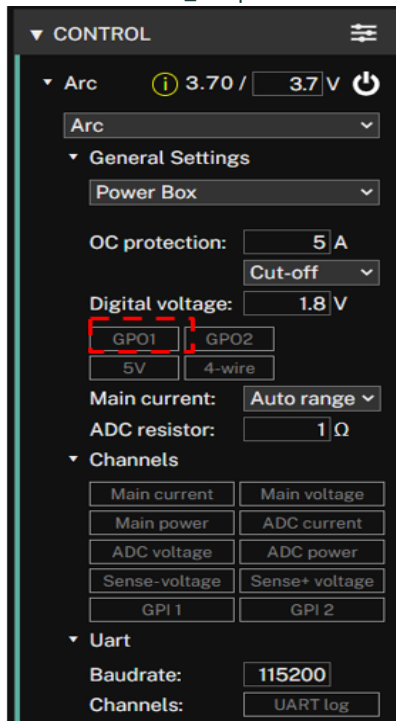 CONTROL
Arc i 3.70 / 3.7 V
Arc
General Settings
Power Box
OC protection: 5 A
Cut-off
Digital voltage: 1.8 V
GPO1 GPO2
5V 4-wire
Main current: Auto range
ADC resistor: 1 Ω
Channels
Main current Main voltage
Main power ADC current
ADC voltage ADC power
Sense-voltage Sense+ voltage
GPI 1 GPI 2
Uart
Baudrate: 115200
Channels: UART log